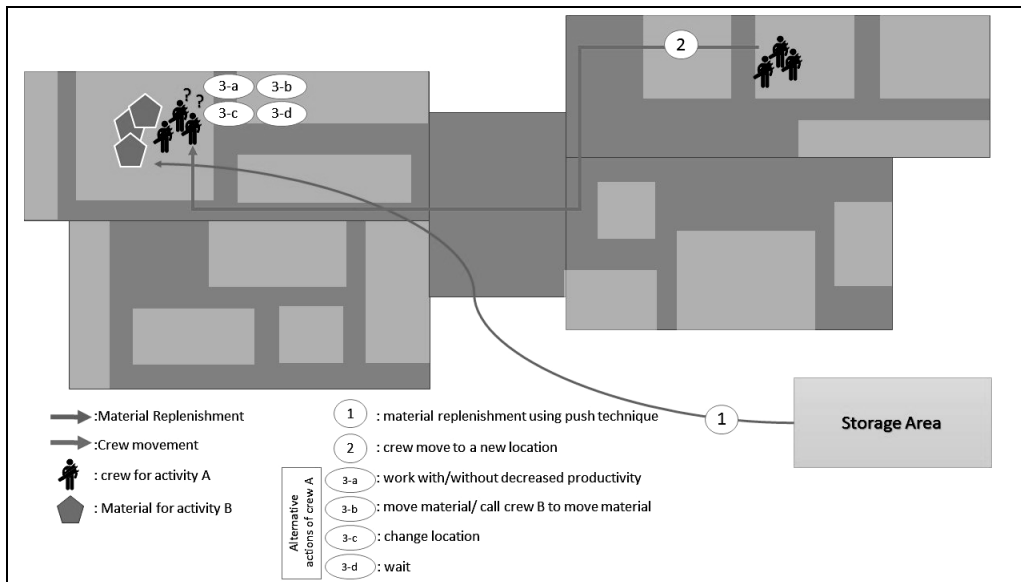 2
? ?
3-a 3-b
3-c 3-d
1
Storage Area
:Material Replenishment
:Crew movement
: crew for activity A
: Material for activity B
1 : material replenishment using push technique
2 : crew move to a new location
Alternative
actions of crew A
3-a : work with/without decreased productivity
3-b : move material/ call crew B to move material
3-c : change location
3-d : wait